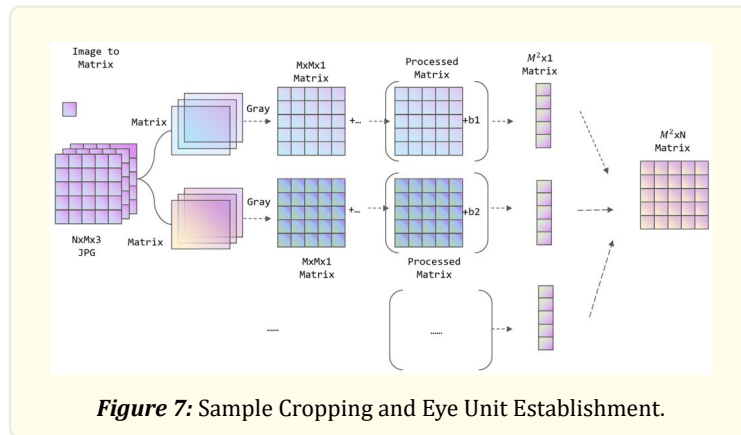 Image to
Matrix
MxMx1
Matrix
Processed
Matrix
M²x1
Matrix
Matrix
Gray
+…
+b1
M²xN
Matrix
NxMx3
JPG
Matrix
Gray
+…
+b2
MxMx1
Matrix
Processed
Matrix
……
……
Figure 7: Sample Cropping and Eye Unit Establishment.